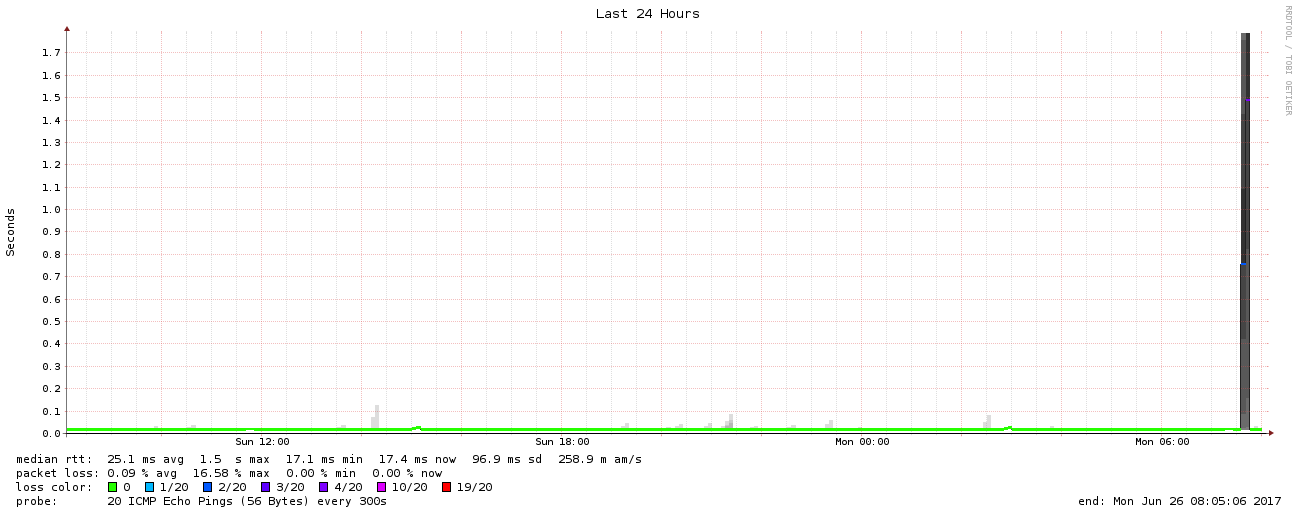 Last 24 Hours
RRDTOOL / TOBI OETIKER
Seconds
1.7
1.6
1.5
1.4
1.3
1.2
1.1
1.0
0.9
0.8
0.7
0.6
0.5
0.4
0.3
0.2
0.1
0.0
Sun 12:00 Sun 18:00 Mon 00:00 Mon 06:00
median rtt: 25.1 ms avg 1.5 s max 17.1 ms min 17.4 ms now 96.9 ms sd 258.9 m am/s
packet loss: 0.09 % avg 16.58 % max 0.00 % min 0.00 % now
loss color: 0 1/20 2/20 3/20 4/20 10/20 19/20
probe: 20 ICMP Echo Pings (56 Bytes) every 300s end: Mon Jun 26 08:05:06 2017